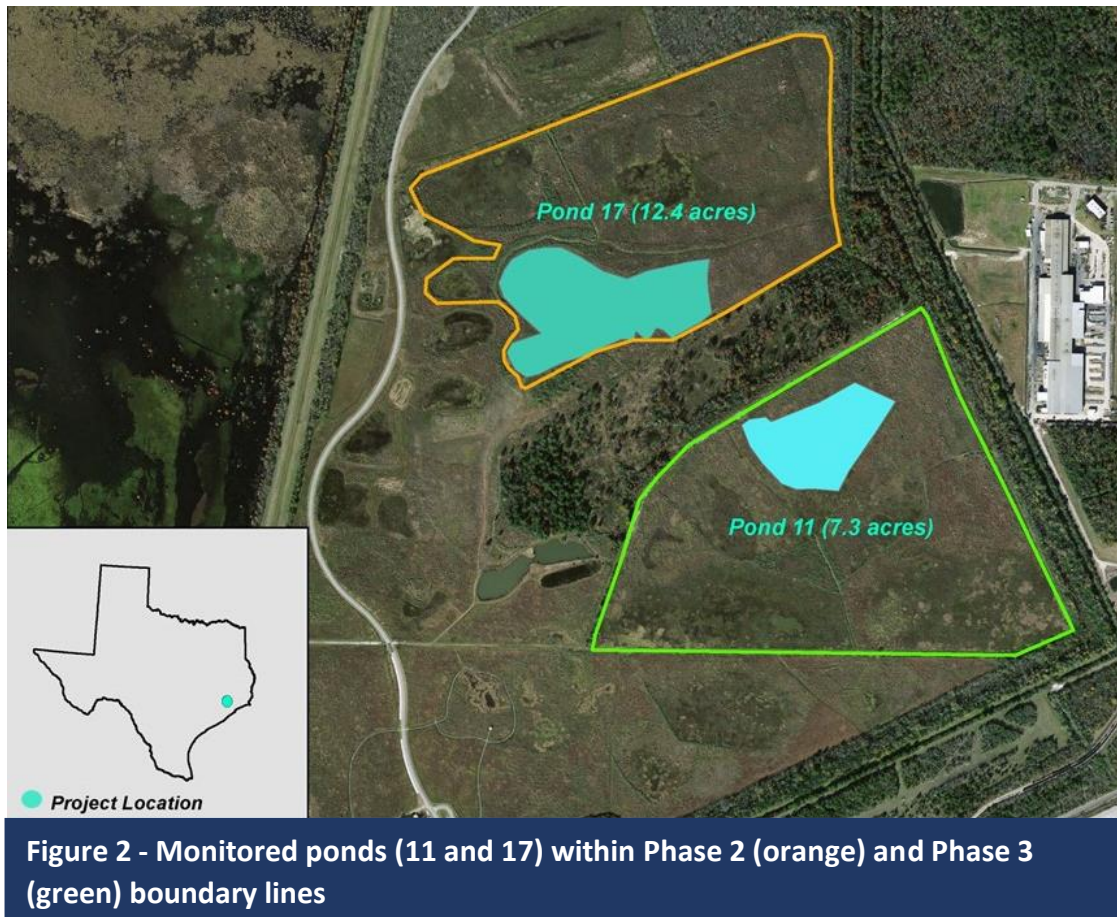 Pond 17 (12.4 acres)
Pond 11 (7.3 acres)
Project Location
Figure 2 - Monitored ponds (11 and 17) within Phase 2 (orange) and Phase 3
(green) boundary lines